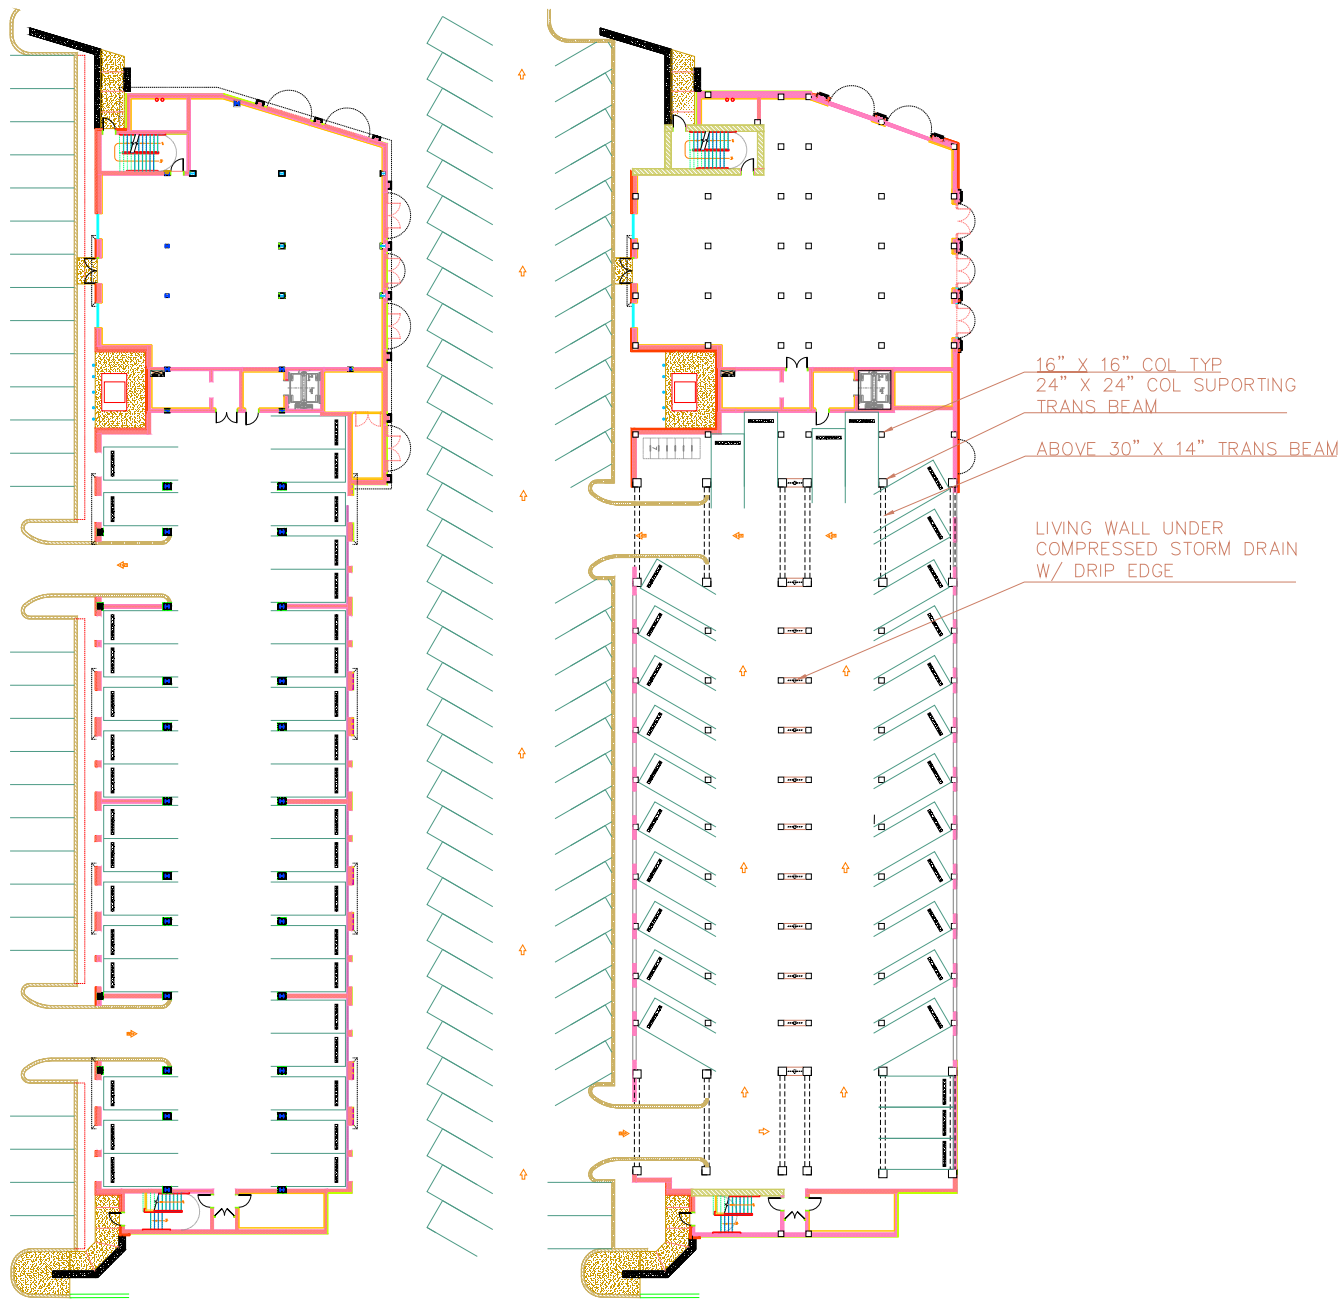 16” X 16” COL TYP
24” X 24” COL SUPORTING
TRANS BEAM
ABOVE 30” X 14” TRANS BEAM
LIVING WALL UNDER
COMPRESSED STORM DRAIN
W/ DRIP EDGE